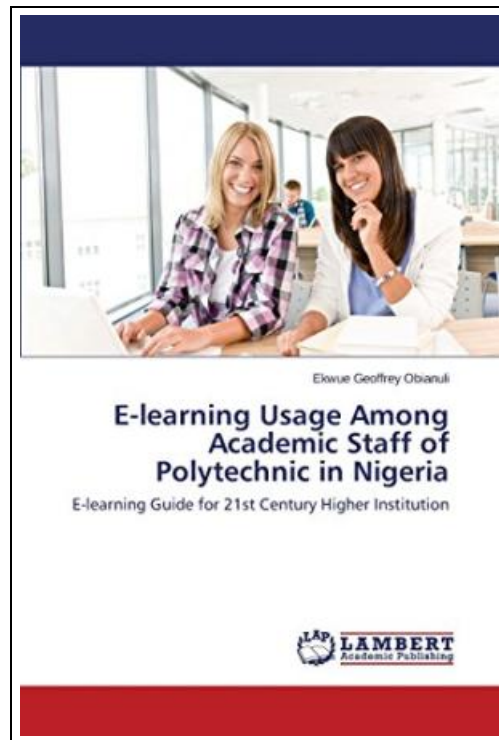 Ekwue Geoffrey Obianuli
E-learning Usage Among
Academic Staff of
Polytechnic in Nigeria
E-learning Guide for 21st Century Higher Institution
LAP
LAMBERT
Academic Publishing